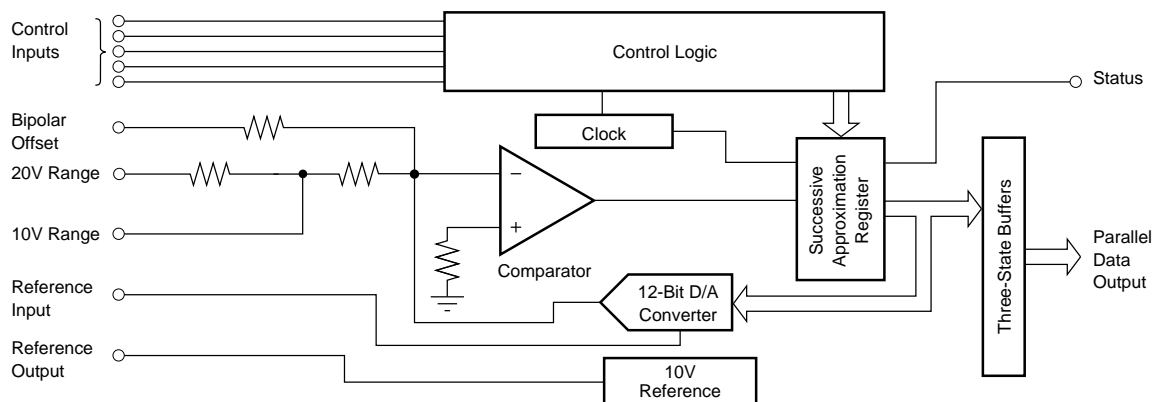 Control
Inputs
Control Logic
Status
Bipolar
Offset
Clock
20V Range
10V Range
−
+
Comparator
Successive
Approximation
Register
Three-State Buffers
Parallel
Data
Output
Reference
Input
12-Bit D/A
Converter
Reference
Output
10V
Reference